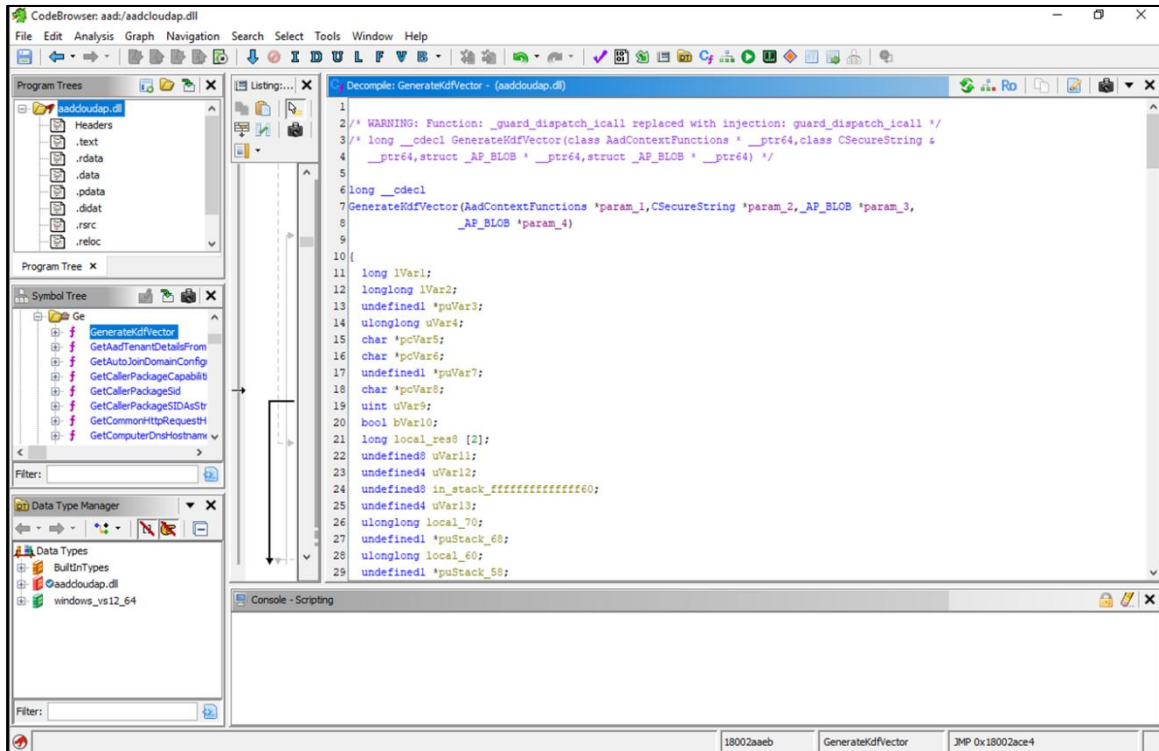 CodeBrowser: aad:/aadcloudap.dll
File Edit Analysis Graph Navigation Search Select Tools Window Help
I D U L F V B
Program Trees
aadcloudap.dll
Headers
.text
.rdata
.data
.pdata
.didat
.rsrc
.reloc
Program Tree
Symbol Tree
Ge
GenerateKdfVector
GetAadTenantDetailsFrom
GetAutoJoinDomainConfigu
GetCallerPackageCapabiliti
GetCallerPackageSid
GetCallerPackageSIDAsStr
GetCommonHttpRequestH
GetComputerDnsHostname
Filter:
Data Type Manager
Data Types
BuiltInTypes
aadcloudap.dll
windows_vs12_64
Filter:
Listing:...
Decompile: GenerateKdfVector - (aadcloudap.dll)
Ro
1
2 /* WARNING: Function: _guard_dispatch_icall replaced with injection: guard_dispatch_icall */
3 /* long __cdecl GenerateKdfVector(class AadContextFunctions * __ptr64,class CSecureString &
4 __ptr64,struct _AP_BLOB * __ptr64,struct _AP_BLOB * __ptr64) */
5
6 long __cdecl
7 GenerateKdfVector(AadContextFunctions *param_1,CSecureString *param_2,_AP_BLOB *param_3,
8 _AP_BLOB *param_4)
9
10 {
11 long lVar1;
12 longlong lVar2;
13 undefined1 *puVar3;
14 ulonglong uVar4;
15 char *pcVar5;
16 char *pcVar6;
17 undefined1 *puVar7;
18 char *pcVar8;
19 uint uVar9;
20 bool bVar10;
21 long local_res8 [2];
22 undefined8 uVar11;
23 undefined4 uVar12;
24 undefined8 in_stack_ffffffffffffff60;
25 undefined4 uVar13;
26 ulonglong local_70;
27 undefined1 *puStack_68;
28 ulonglong local_60;
29 undefined1 *puStack_58;
Console - Scripting
18002aaeb GenerateKdfVector JMP 0x18002ace4